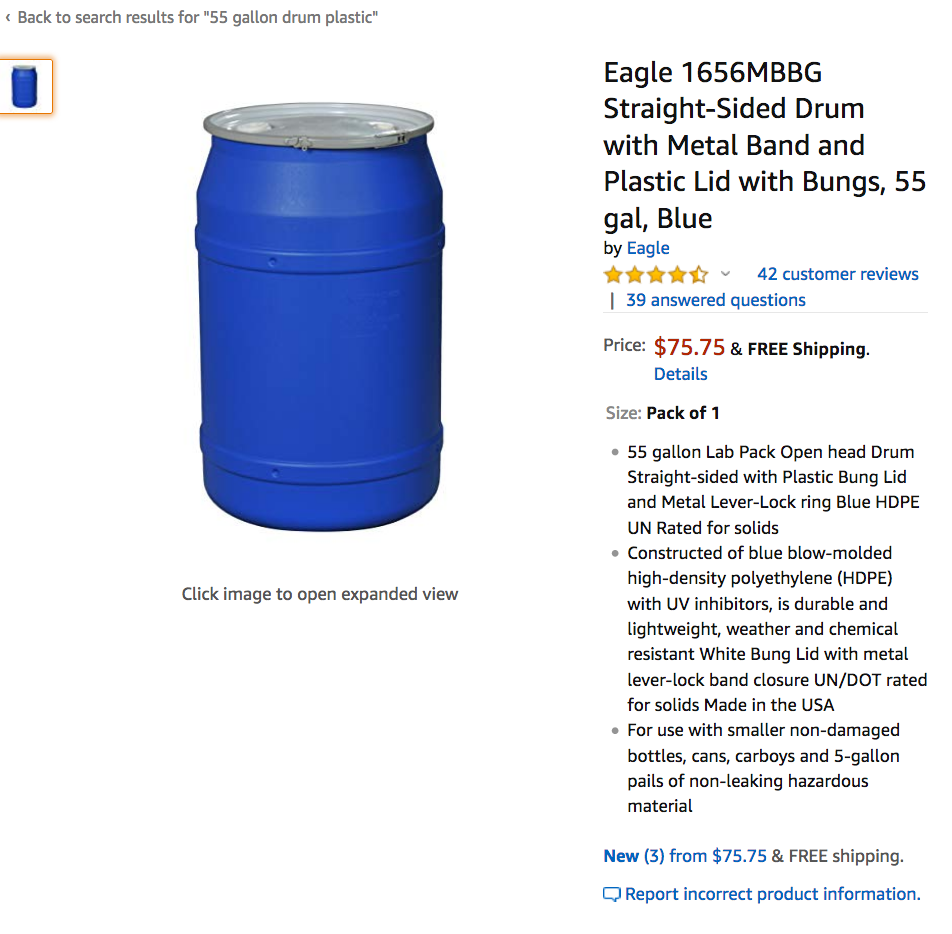 ‹ Back to search results for "55 gallon drum plastic"
Eagle 1656MBBG
Straight-Sided Drum
with Metal Band and
Plastic Lid with Bungs, 55
gal, Blue
by Eagle
42 customer reviews
| 39 answered questions
Price: $75.75 & FREE Shipping.
Details
Size: Pack of 1
• 55 gallon Lab Pack Open head Drum
Straight-sided with Plastic Bung Lid
and Metal Lever-Lock ring Blue HDPE
UN Rated for solids
• Constructed of blue blow-molded
high-density polyethylene (HDPE)
with UV inhibitors, is durable and
lightweight, weather and chemical
resistant White Bung Lid with metal
lever-lock band closure UN/DOT rated
for solids Made in the USA
• For use with smaller non-damaged
bottles, cans, carboys and 5-gallon
pails of non-leaking hazardous
material
Click image to open expanded view
New (3) from $75.75 & FREE shipping.
Report incorrect product information.